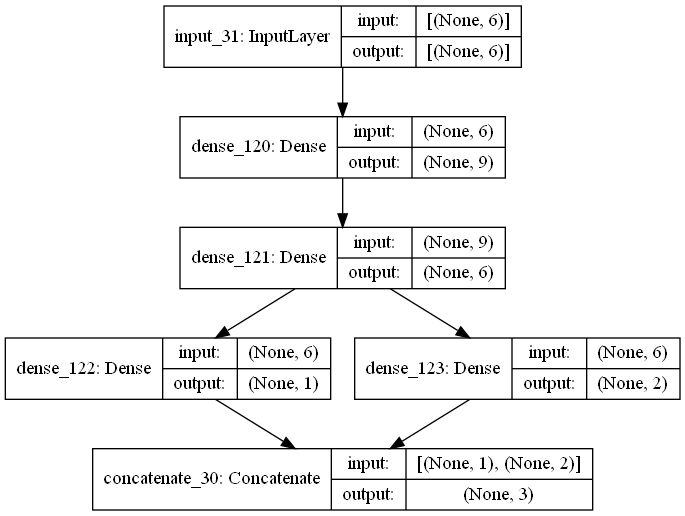 input_31: InputLayer
input:
[(None, 6)]
output:
[(None, 6)]
dense_120: Dense
input:
(None, 6)
output:
(None, 9)
dense_121: Dense
input:
(None, 9)
output:
(None, 6)
dense_122: Dense
input:
(None, 6)
output:
(None, 1)
dense_123: Dense
input:
(None, 6)
output:
(None, 2)
concatenate_30: Concatenate
input:
[(None, 1), (None, 2)]
output:
(None, 3)